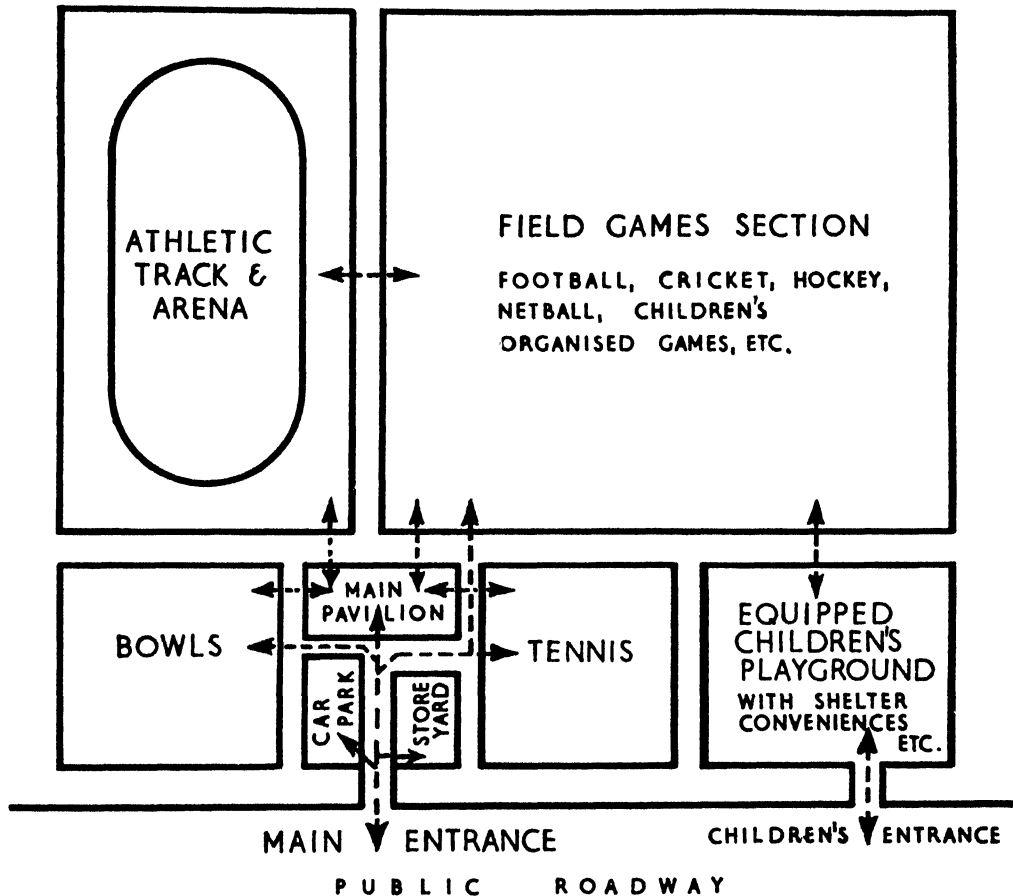 ATHLETIC
TRACK &
ARENA
FIELD GAMES SECTION
FOOTBALL, CRICKET, HOCKEY,
NETBALL, CHILDREN'S
ORGANISED GAMES, ETC.
BOWLS
MAIN
PAVILION
CAR
PARK
STORE
YARD
TENNIS
EQUIPPED
CHILDREN'S
PLAYGROUND
WITH SHELTER
CONVENIENCES
ETC.
MAIN ENTRANCE
CHILDREN'S ENTRANCE
PUBLIC ROADWAY